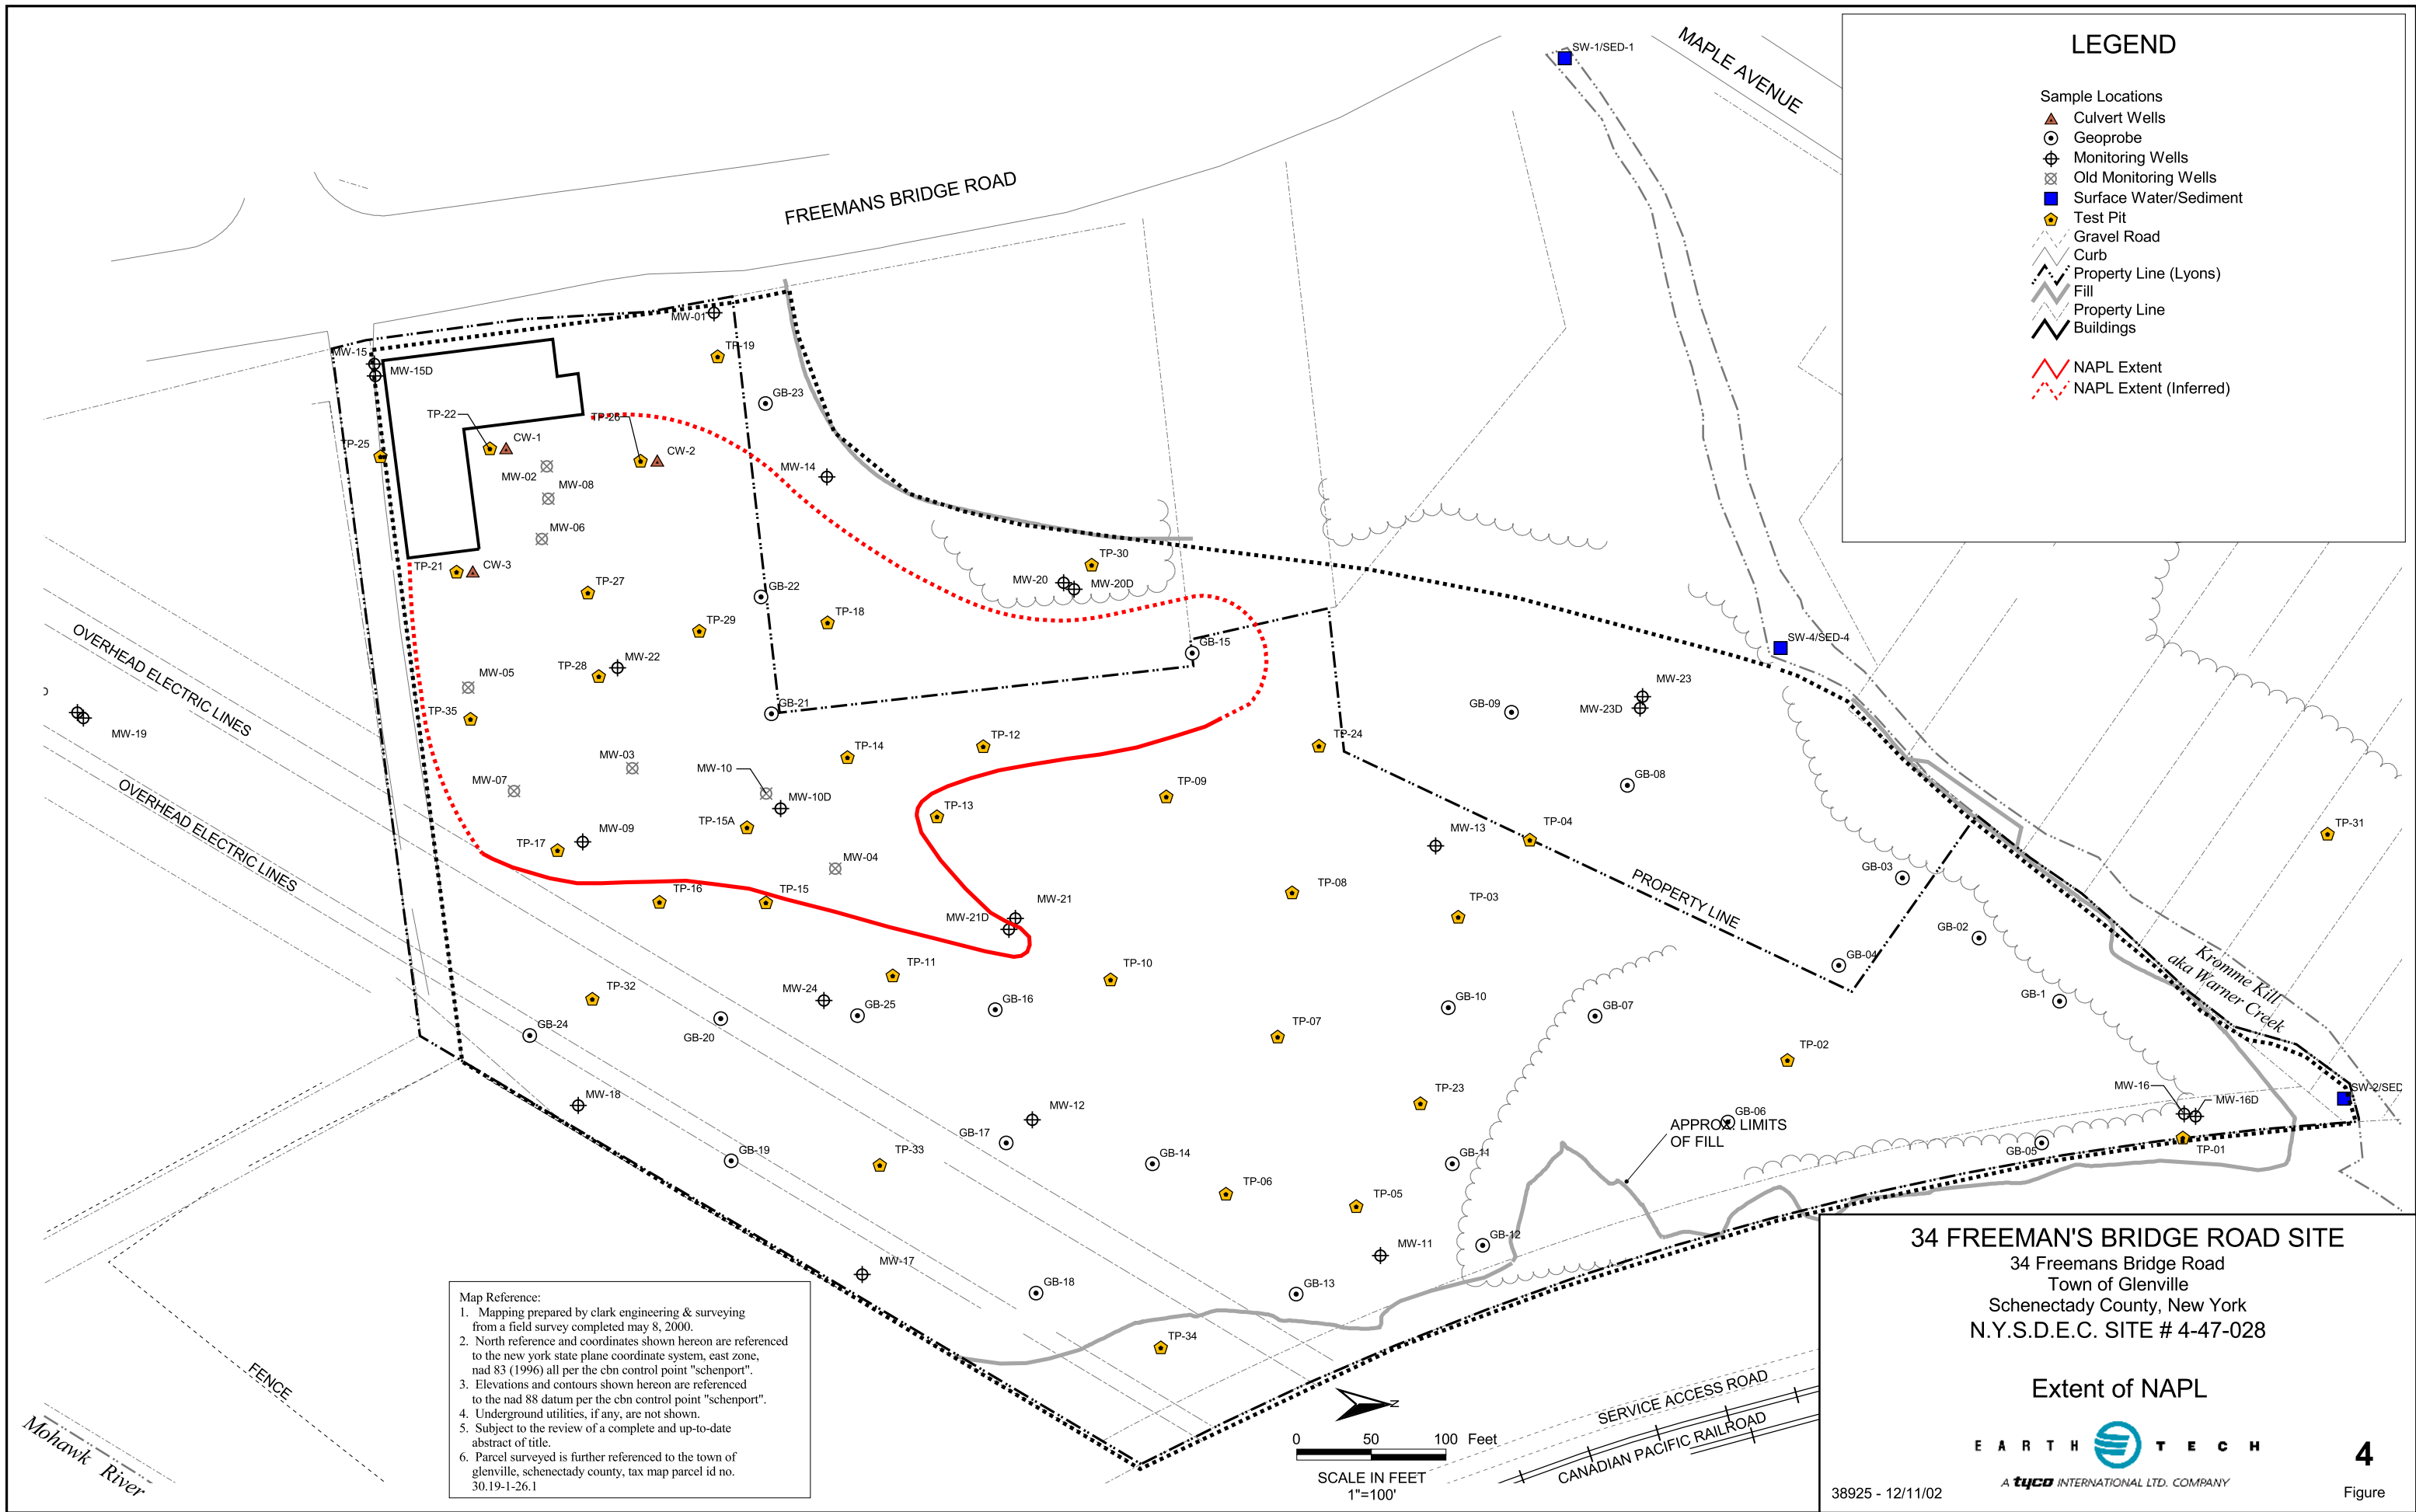 SW-1/SED-1
MAPLE AVENUE
LEGEND
Sample Locations
Culvert Wells
Geoprobe
Monitoring Wells
Old Monitoring Wells
Surface Water/Sediment
Test Pit
Gravel Road
Curb
Property Line (Lyons)
Fill
Property Line
Buildings
NAPL Extent
NAPL Extent (Inferred)
FREEMANS BRIDGE ROAD
MW-01
TP-19
MW-15
MW-15D
GB-23
TP-22
CW-1
TP-26
CW-2
TP-25
MW-14
MW-02
MW-08
MW-06
TP-21
CW-3
TP-27
GB-22
TP-18
TP-29
MW-20
MW-20D
TP-30
GB-15
SW-4/SED-4
MW-22
TP-28
MW-05
TP-35
GB-21
MW-23
MW-23D
GB-09
OVERHEAD ELECTRIC LINES
MW-19
TP-14
TP-12
TP-24
MW-03
MW-10
MW-10D
MW-07
TP-09
GB-08
OVERHEAD ELECTRIC LINES
TP-13
TP-15A
MW-09
TP-17
MW-04
MW-13
TP-04
TP-31
GB-03
TP-16
TP-15
MW-21
MW-21D
TP-08
TP-03
PROPERTY LINE
GB-02
GB-04
Kromme Kill
aka Warner Creek
TP-11
TP-10
TP-32
MW-24
GB-25
GB-16
GB-10
GB-07
GB-1
GB-24
GB-20
TP-07
TP-02
MW-18
MW-12
TP-23
GB-06
MW-16
MW-16D
SW-2/SED
APPROX. LIMITS
OF FILL
GB-17
GB-19
TP-33
GB-14
GB-11
GB-05
TP-01
TP-06
TP-05
MW-11
GB-12
MW-17
GB-18
GB-13
TP-34
FENCE
Mohawk River
Map Reference:
1. Mapping prepared by clark engineering & surveying
from a field survey completed may 8, 2000.
2. North reference and coordinates shown hereon are referenced
to the new york state plane coordinate system, east zone,
nad 83 (1996) all per the cbn control point "schenport".
3. Elevations and contours shown hereon are referenced
to the nad 88 datum per the cbn control point "schenport".
4. Underground utilities, if any, are not shown.
5. Subject to the review of a complete and up-to-date
abstract of title.
6. Parcel surveyed is further referenced to the town of
glenville, schenectady county, tax map parcel id no.
30.19-1-26.1
N
0 50 100 Feet
SCALE IN FEET
1"=100'
SERVICE ACCESS ROAD
CANADIAN PACIFIC RAILROAD
34 FREEMAN'S BRIDGE ROAD SITE
34 Freemans Bridge Road
Town of Glenville
Schenectady County, New York
N.Y.S.D.E.C. SITE # 4-47-028
Extent of NAPL
EARTH TECH
A tyco INTERNATIONAL LTD. COMPANY
38925 - 12/11/02
4
Figure